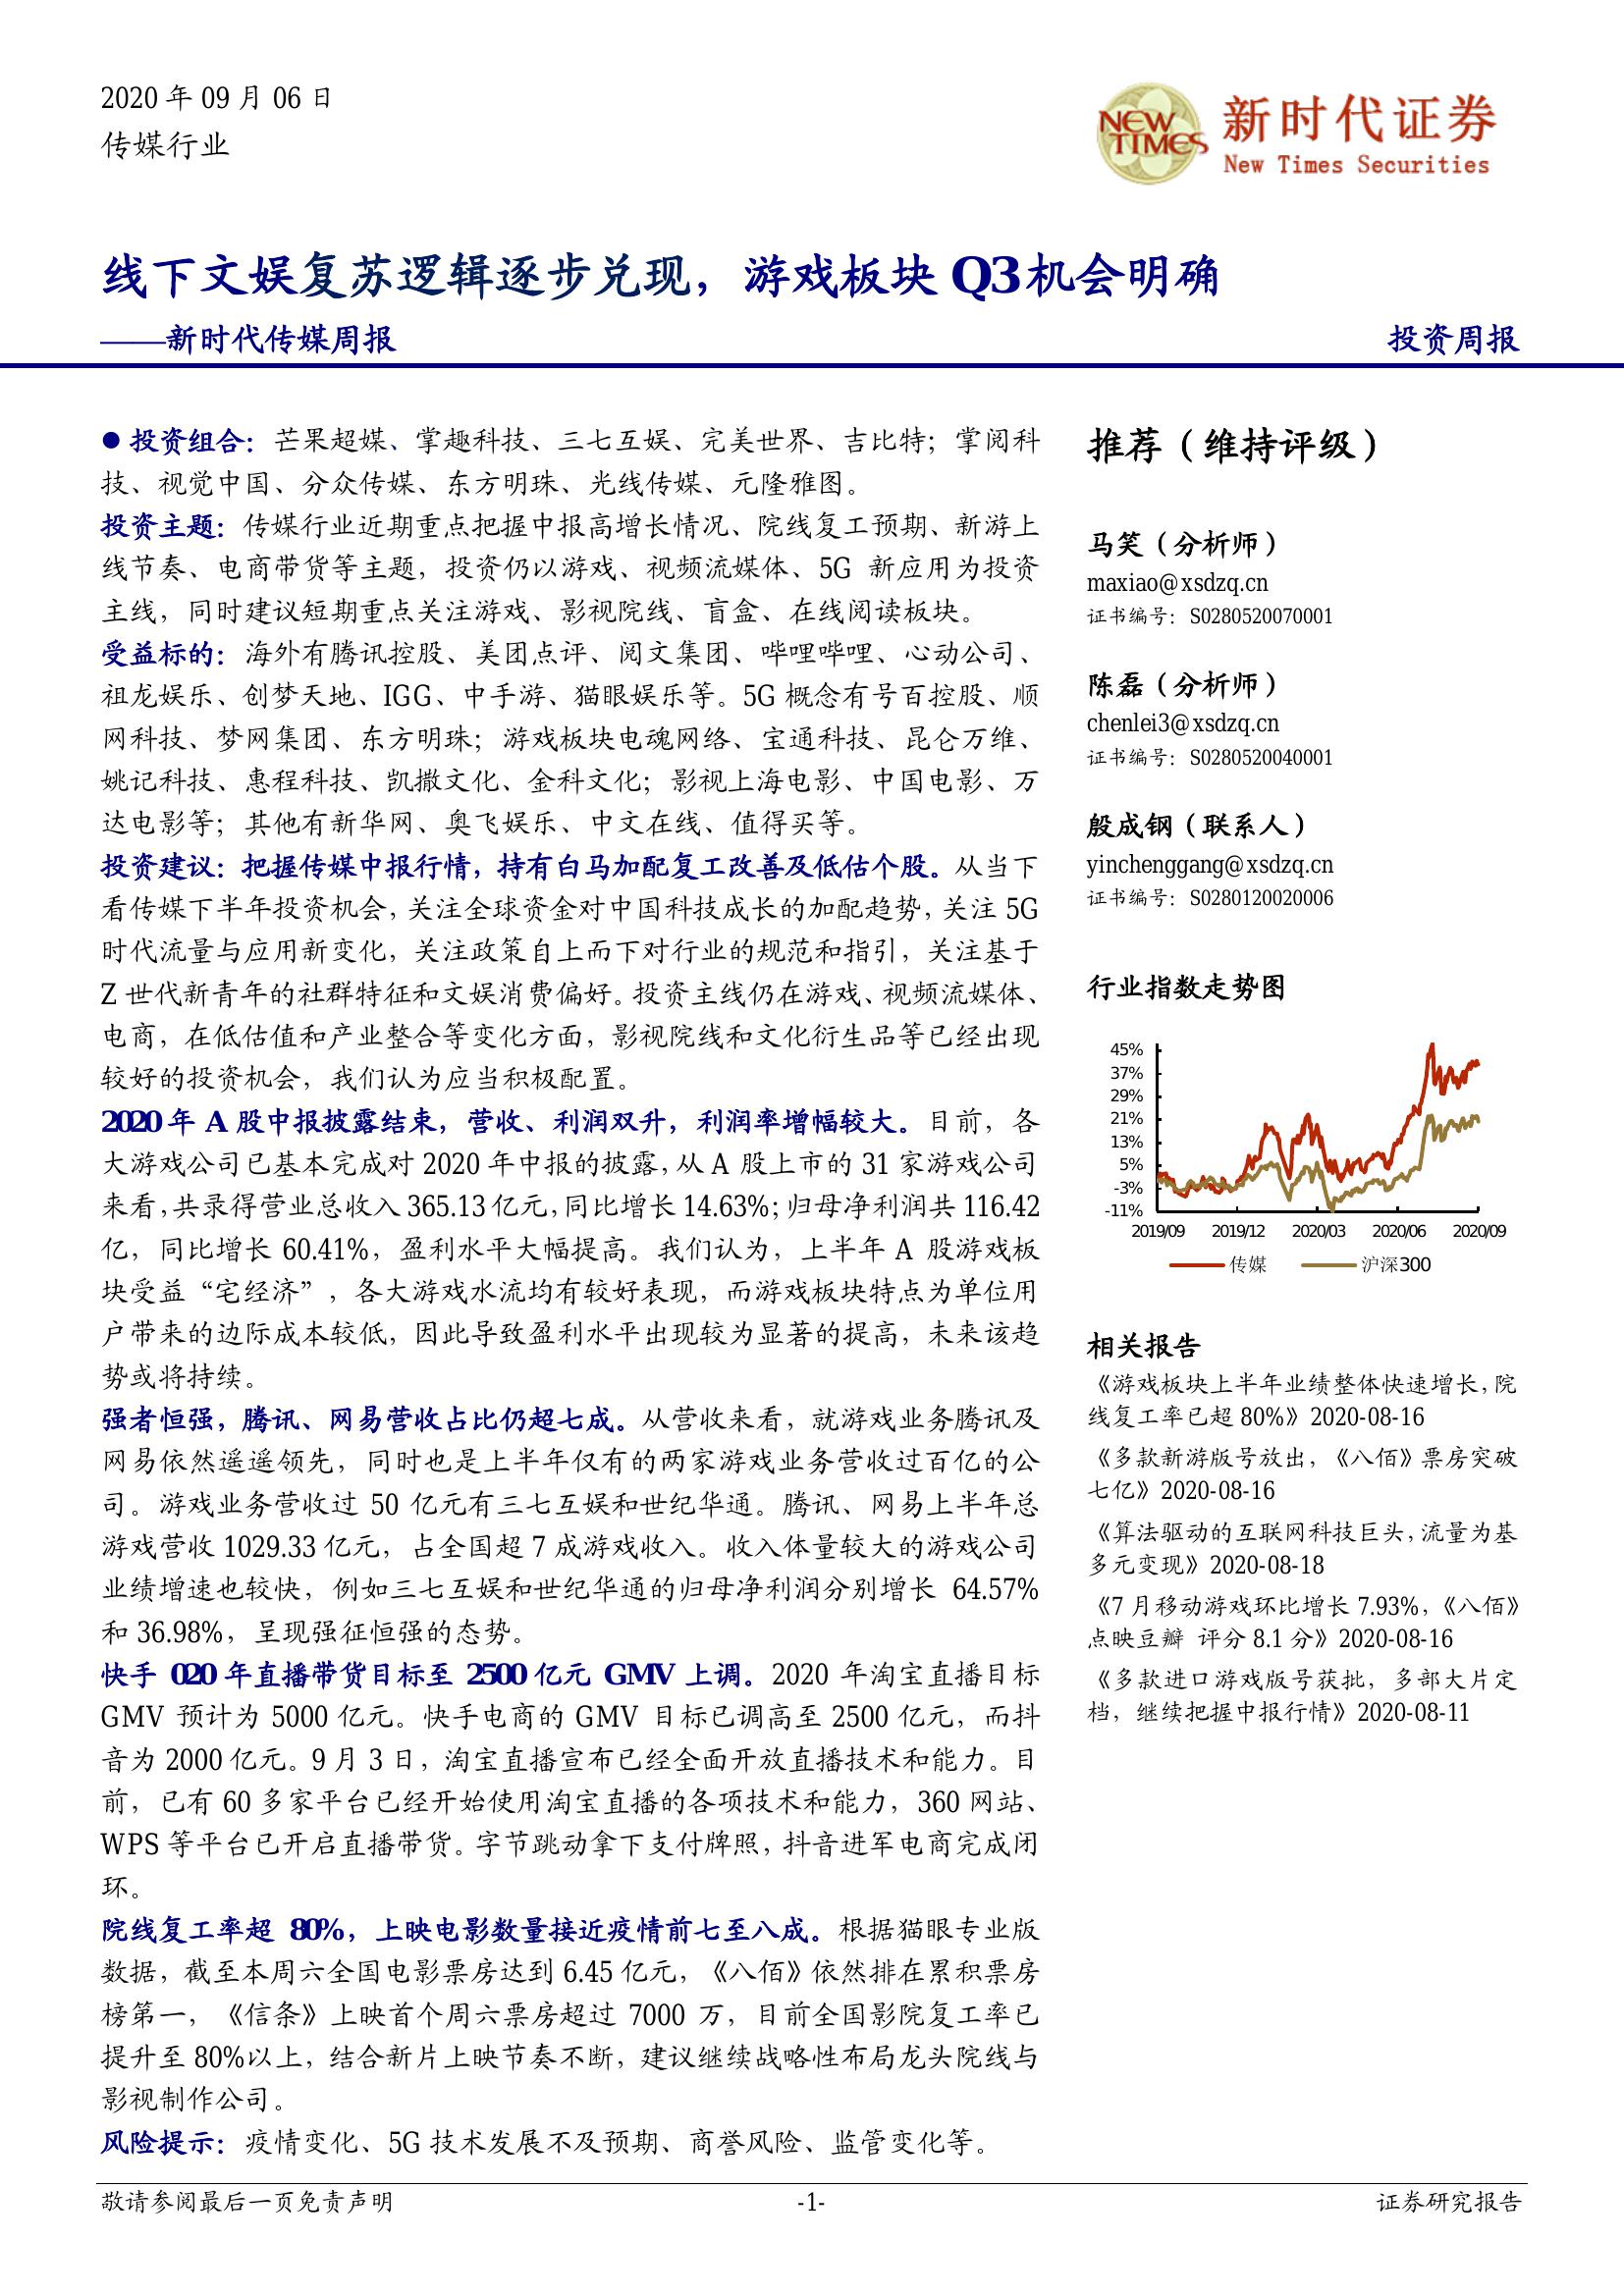 2020 年 09 月 06 日
传媒行业
NEW TIMES
新时代证券
New Times Securities
线下文娱复苏逻辑逐步兑现，游戏板块 Q3 机会明确
——新时代传媒周报
投资周报
● 投资组合：芒果超媒、掌趣科技、三七互娱、完美世界、吉比特；掌阅科
技、视觉中国、分众传媒、东方明珠、光线传媒、元隆雅图。
投资主题：传媒行业近期重点把握中报高增长情况、院线复工预期、新游上
线节奏、电商带货等主题，投资仍以游戏、视频流媒体、5G 新应用为投资
主线，同时建议短期重点关注游戏、影视院线、盲盒、在线阅读板块。
受益标的：海外有腾讯控股、美团点评、阅文集团、哔哩哔哩、心动公司、
祖龙娱乐、创梦天地、IGG、中手游、猫眼娱乐等。5G 概念有号百控股、顺
网科技、梦网集团、东方明珠；游戏板块电魂网络、宝通科技、昆仑万维、
姚记科技、惠程科技、凯撒文化、金科文化；影视上海电影、中国电影、万
达电影等；其他有新华网、奥飞娱乐、中文在线、值得买等。
投资建议：把握传媒中报行情，持有白马加配复工改善及低估个股。从当下
看传媒下半年投资机会，关注全球资金对中国科技成长的加配趋势，关注 5G
时代流量与应用新变化，关注政策自上而下对行业的规范和指引，关注基于
Z 世代新青年的社群特征和文娱消费偏好。投资主线仍在游戏、视频流媒体、
电商，在低估值和产业整合等变化方面，影视院线和文化衍生品等已经出现
较好的投资机会，我们认为应当积极配置。
2020 年 A 股中报披露结束，营收、利润双升，利润率增幅较大。目前，各
大游戏公司已基本完成对 2020 年中报的披露，从 A 股上市的 31 家游戏公司
来看，共录得营业总收入 365.13 亿元，同比增长 14.63%；归母净利润共 116.42
亿，同比增长 60.41%，盈利水平大幅提高。我们认为，上半年 A 股游戏板
块受益“宅经济”，各大游戏水流均有较好表现，而游戏板块特点为单位用
户带来的边际成本较低，因此导致盈利水平出现较为显著的提高，未来该趋
势或将持续。
强者恒强，腾讯、网易营收占比仍超七成。从营收来看，就游戏业务腾讯及
网易依然遥遥领先，同时也是上半年仅有的两家游戏业务营收过百亿的公
司。游戏业务营收过 50 亿元有三七互娱和世纪华通。腾讯、网易上半年总
游戏营收 1029.33 亿元，占全国超 7 成游戏收入。收入体量较大的游戏公司
业绩增速也较快，例如三七互娱和世纪华通的归母净利润分别增长 64.57%
和 36.98%，呈现强征恒强的态势。
快手 020 年直播带货目标至 2500 亿元 GMV 上调。2020 年淘宝直播目标
GMV 预计为 5000 亿元。快手电商的 GMV 目标已调高至 2500 亿元，而抖
音为 2000 亿元。9 月 3 日，淘宝直播宣布已经全面开放直播技术和能力。目
前，已有 60 多家平台已经开始使用淘宝直播的各项技术和能力，360 网站、
WPS 等平台已开启直播带货。字节跳动拿下支付牌照，抖音进军电商完成闭
环。
院线复工率超 80%，上映电影数量接近疫情前七至八成。根据猫眼专业版
数据，截至本周六全国电影票房达到 6.45 亿元，《八佰》依然排在累积票房
榜第一，《信条》上映首个周六票房超过 7000 万，目前全国影院复工率已
提升至 80%以上，结合新片上映节奏不断，建议继续战略性布局龙头院线与
影视制作公司。
风险提示：疫情变化、5G 技术发展不及预期、商誉风险、监管变化等。
推荐（维持评级）
马笑（分析师）
maxiao@xsdzq.cn
证书编号：S0280520070001
陈磊（分析师）
chenlei3@xsdzq.cn
证书编号：S0280520040001
殷成钢（联系人）
yinchenggang@xsdzq.cn
证书编号：S0280120020006
行业指数走势图
45%
37%
29%
21%
13%
5%
-3%
-11%
2019/09 2019/12 2020/03 2020/06 2020/09
传媒 沪深300
相关报告
《游戏板块上半年业绩整体快速增长，院
线复工率已超 80%》2020-08-16
《多款新游版号放出，《八佰》票房突破
七亿》2020-08-16
《算法驱动的互联网科技巨头，流量为基
多元变现》2020-08-18
《7 月移动游戏环比增长 7.93%，《八佰》
点映豆瓣 评分 8.1 分》2020-08-16
《多款进口游戏版号获批，多部大片定
档，继续把握中报行情》2020-08-11
敬请参阅最后一页免责声明
-1-
证券研究报告